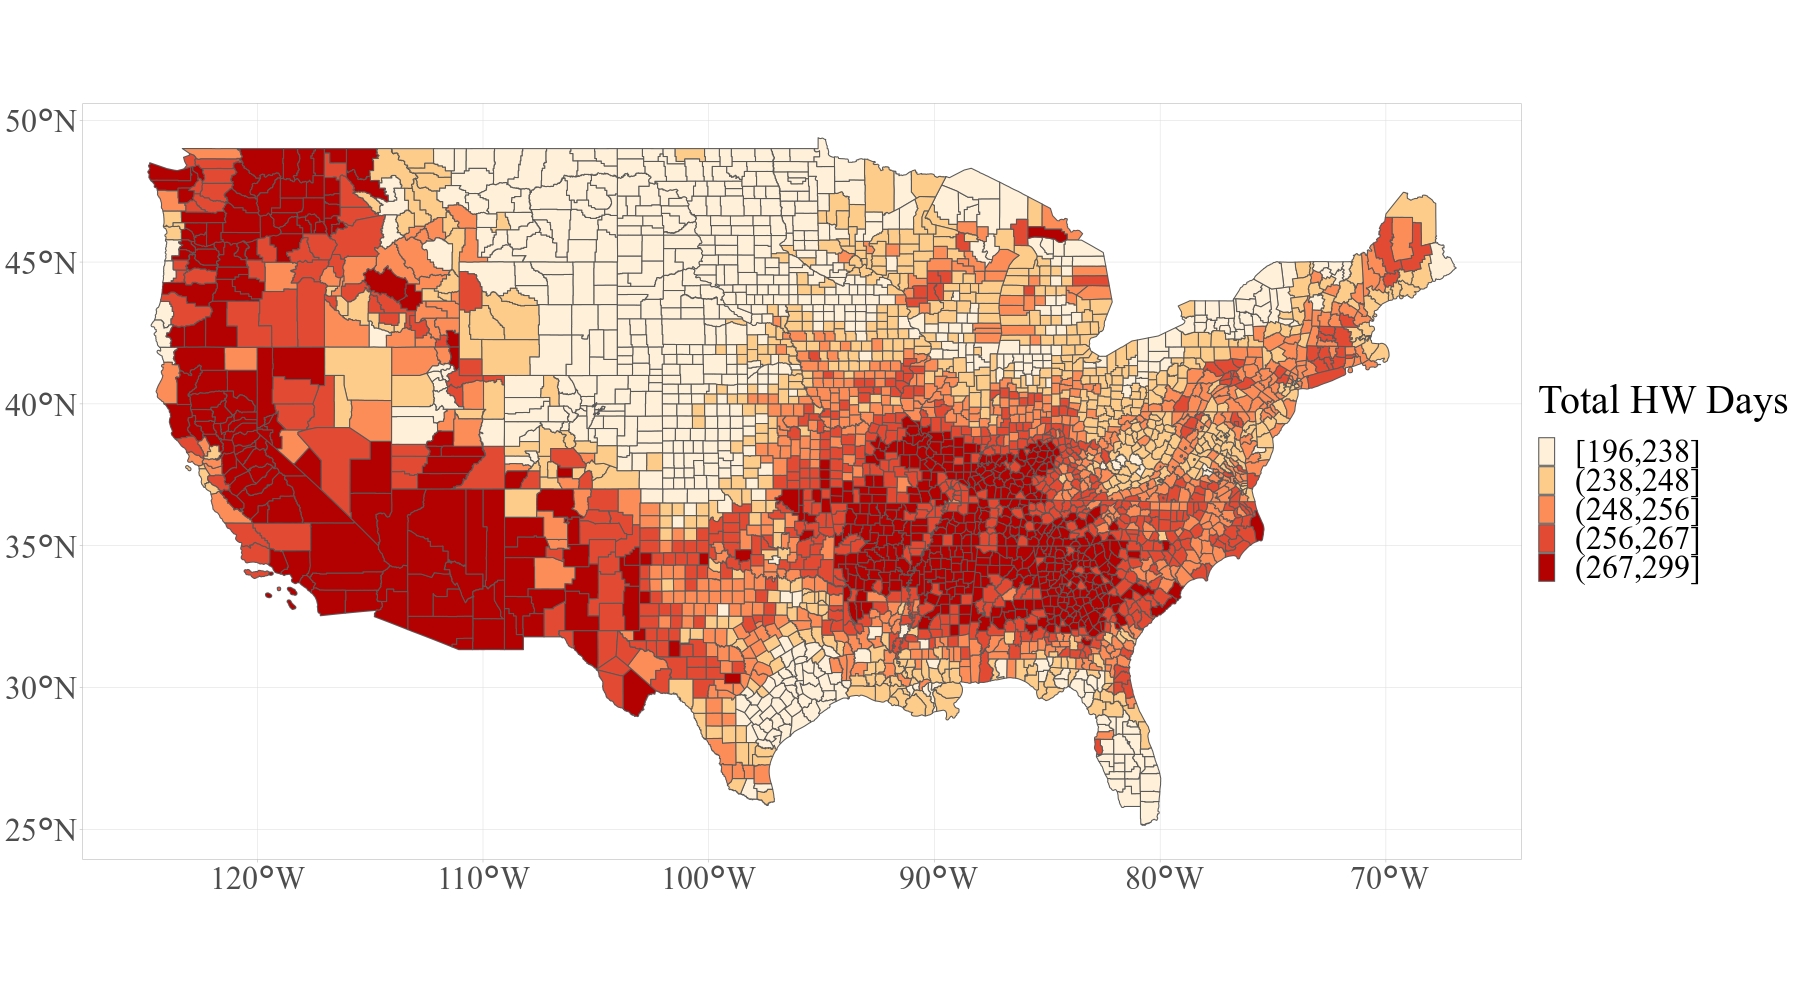 50°N
45°N
40°N
35°N
30°N
25°N
120°W 110°W 100°W 90°W 80°W 70°W
Total HW Days
[196,238]
(238,248]
(248,256]
(256,267]
(267,299]